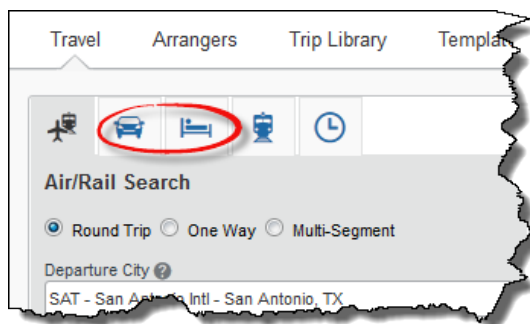 Travel Arrangers Trip Library
Air/Rail Search
Round Trip One Way Multi-Segment
Departure City ?
SAT - San Antonio Intl - San Antonio, TX